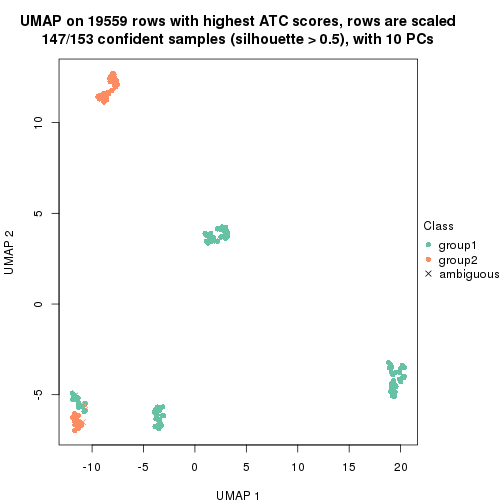 UMAP on 19559 rows with highest ATC scores, rows are scaled
147/153 confident samples (silhouette > 0.5), with 10 PCs
10
5
0
-5
UMAP 2
-10
-5
0
5
10
15
20
UMAP 1
Class
group1
group2
ambiguous